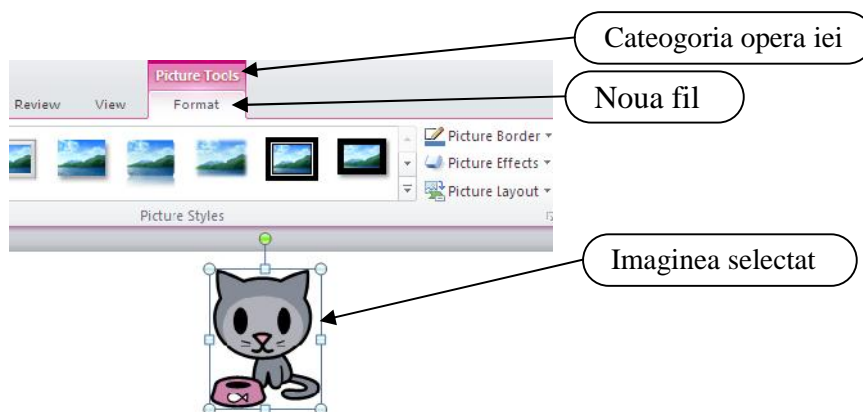 Cateogoria opera iei
Picture Tools
Review View Format
Noua fil
Picture Border
Picture Effects
Picture Layout
Picture Styles
Imaginea selectat